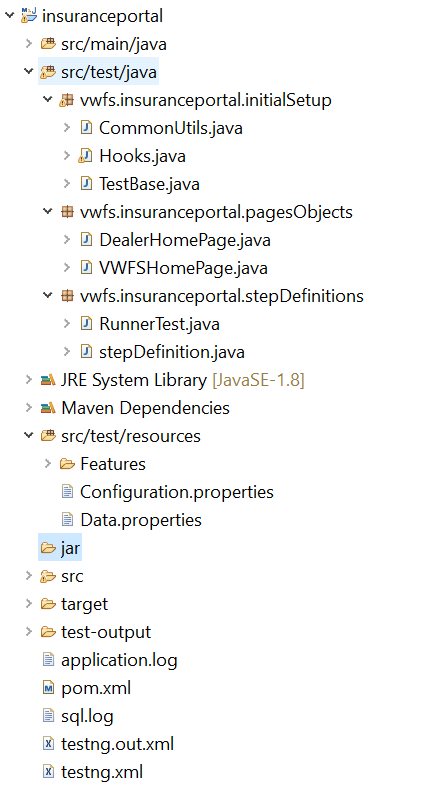 insuranceportal
src/main/java
src/test/java
vwfs.insuranceportal.initialSetup
CommonUtils.java
Hooks.java
TestBase.java
vwfs.insuranceportal.pagesObjects
DealerHomePage.java
VWFSHomePage.java
vwfs.insuranceportal.stepDefinitions
RunnerTest.java
stepDefinition.java
JRE System Library [JavaSE-1.8]
Maven Dependencies
src/test/resources
Features
Configuration.properties
Data.properties
jar
src
target
test-output
application.log
pom.xml
sql.log
testng.out.xml
testng.xml